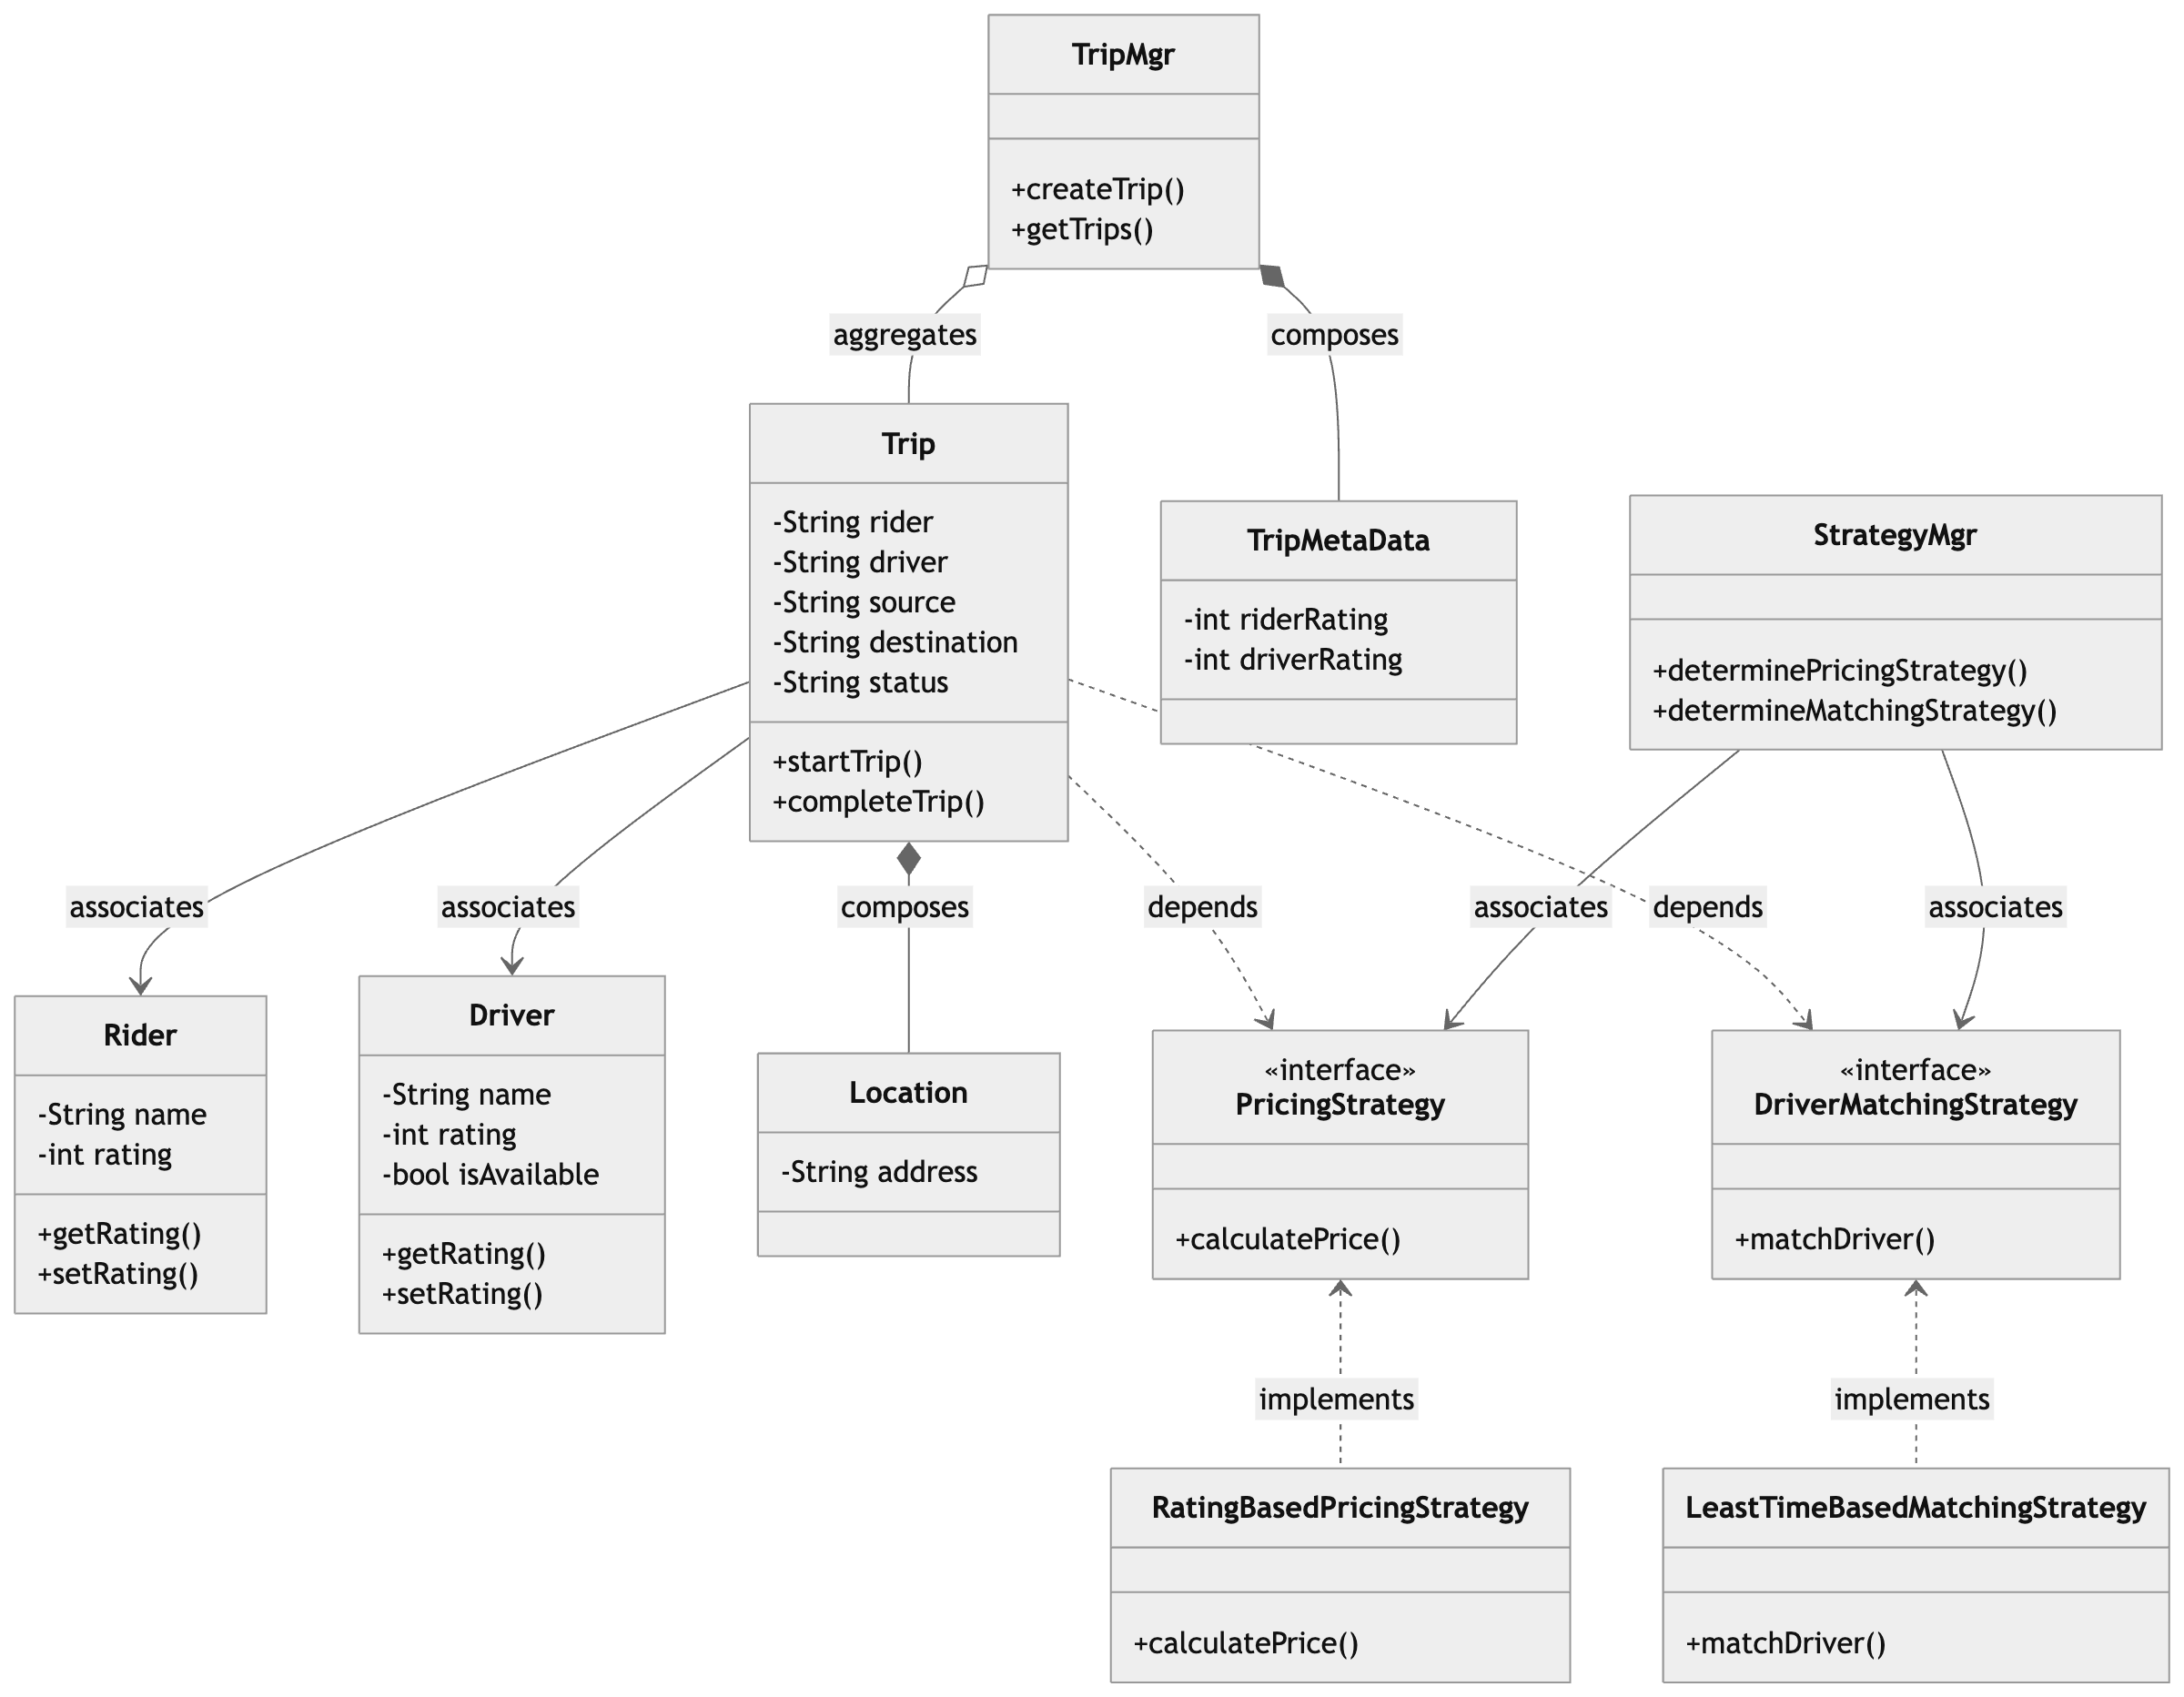 TripMgr
+createTrip()
+getTrips()
aggregates
composes
Trip
-String rider
-String driver
-String source
-String destination
-String status
+startTrip()
+completeTrip()
TripMetaData
-int riderRating
-int driverRating
StrategyMgr
+determinePricingStrategy()
+determineMatchingStrategy()
associates
associates
composes
depends
associates
depends
associates
Rider
-String name
-int rating
+getRating()
+setRating()
Driver
-String name
-int rating
-bool isAvailable
+getRating()
+setRating()
Location
-String address
«interface»
PricingStrategy
+calculatePrice()
«interface»
DriverMatchingStrategy
+matchDriver()
implements
implements
RatingBasedPricingStrategy
+calculatePrice()
LeastTimeBasedMatchingStrategy
+matchDriver()